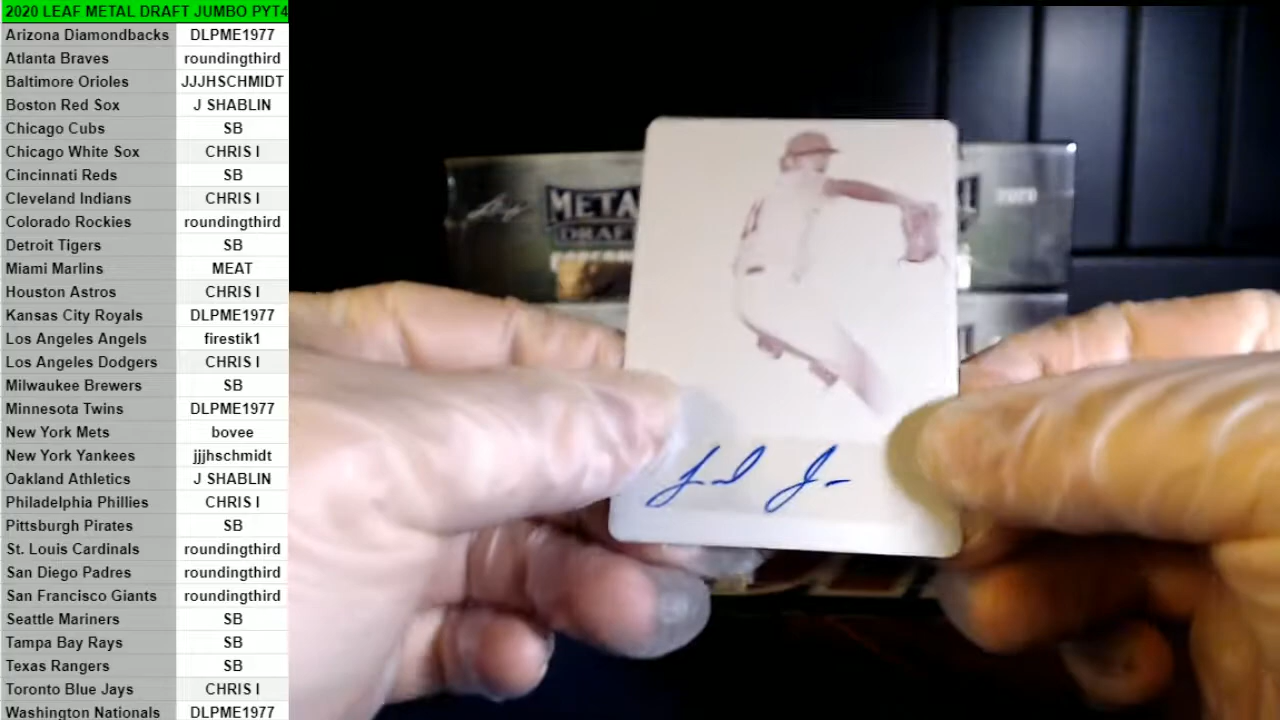 2020 LEAF METAL DRAFT JUMBO PYT4
Arizona Diamondbacks DLPME1977
Atlanta Braves roundingthird
Baltimore Orioles JJJHSCHMIDT
Boston Red Sox J SHABLIN
Chicago Cubs SB
Chicago White Sox CHRIS I
Cincinnati Reds SB
Cleveland Indians CHRIS I
Colorado Rockies roundingthird
Detroit Tigers SB
Miami Marlins MEAT
Houston Astros CHRIS I
Kansas City Royals DLPME1977
Los Angeles Angels firestik1
Los Angeles Dodgers CHRIS I
Milwaukee Brewers SB
Minnesota Twins DLPME1977
New York Mets bovee
New York Yankees jjjhschmidt
Oakland Athletics J SHABLIN
Philadelphia Phillies CHRIS I
Pittsburgh Pirates SB
St. Louis Cardinals roundingthird
San Diego Padres roundingthird
San Francisco Giants roundingthird
Seattle Mariners SB
Tampa Bay Rays SB
Texas Rangers SB
Toronto Blue Jays CHRIS I
Washington Nationals DLPME1977
Leaf
META
DRAF
2020